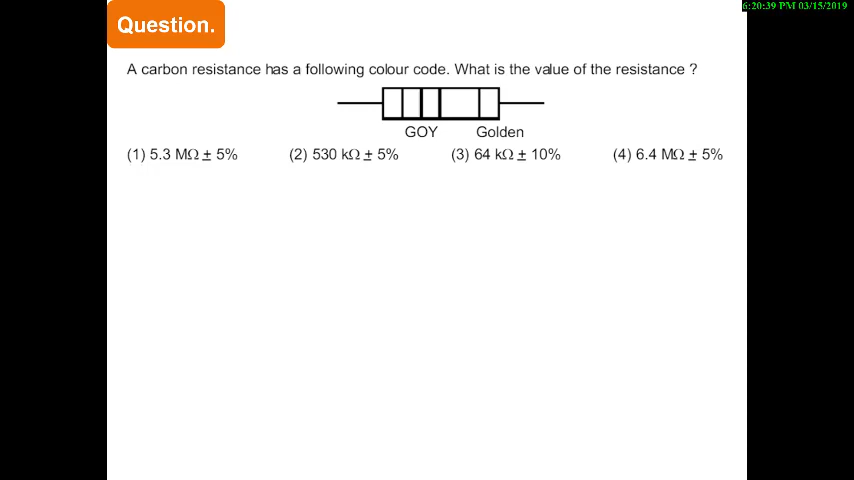 6:20:39 PM 03/15/2019
Question.
A carbon resistance has a following colour code. What is the value of the resistance ?
GOY Golden
(1) 5.3 MΩ ± 5% (2) 530 kΩ ± 5% (3) 64 kΩ ± 10% (4) 6.4 MΩ ± 5%